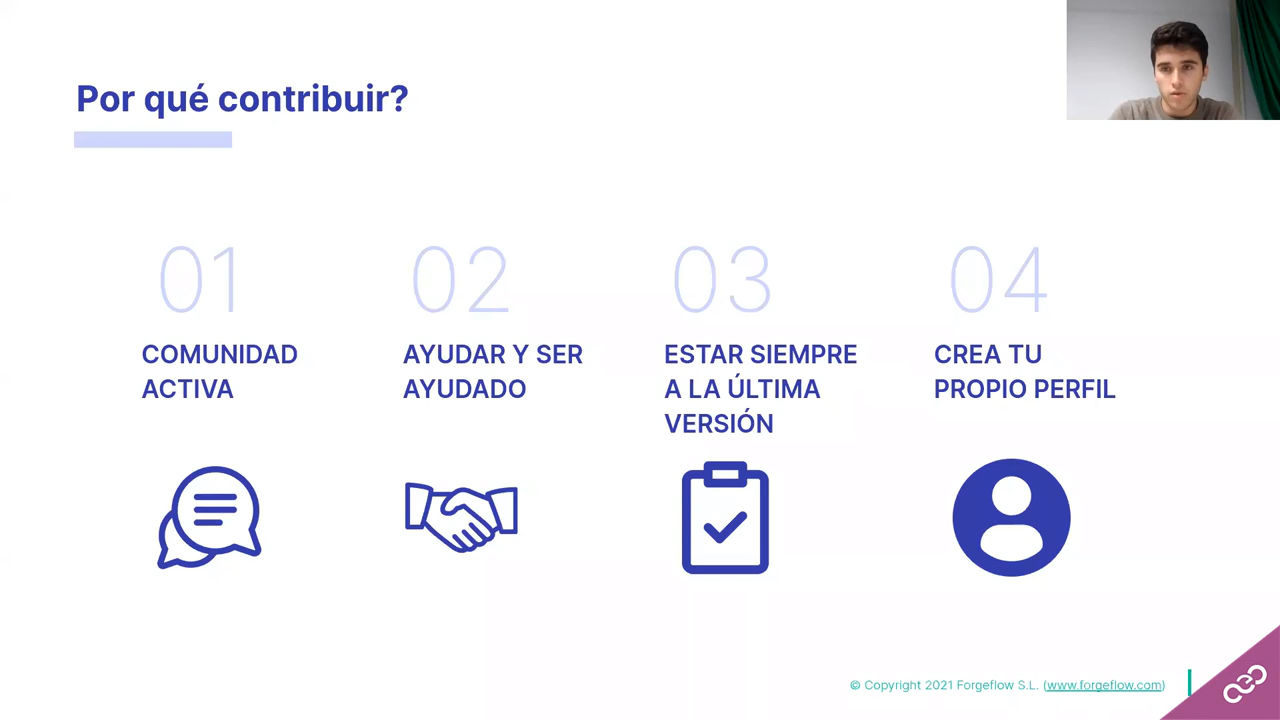 Por qué contribuir?
01
COMUNIDAD
ACTIVA
02
AYUDAR Y SER
AYUDADO
03
ESTAR SIEMPRE
A LA ÚLTIMA
VERSIÓN
04
CREA TU
PROPIO PERFIL
© Copyright 2021 Forgeflow S.L. (www.forgeflow.com)